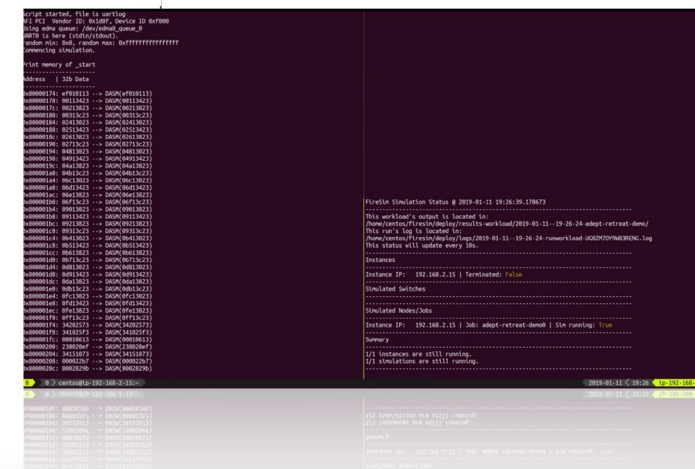 Script started, file is uartlog
AFI PCI Vendor ID: 0x1d0f, Device ID 0xf000
Using edma queue: /dev/edma0_queue_0
UART0 is here (stdin/stdout).
random min: 0x0, random max: 0xffffffffffffffff
Commencing simulation.
Print memory of _start
Address | 32b Data
0x80000174: ef010113 --> DASM(ef010113)
0x80000178: 00113423 --> DASM(00113423)
0x8000017c: 00213823 --> DASM(00213823)
0x80000180: 00313c23 --> DASM(00313c23)
0x80000184: 02413023 --> DASM(02413023)
0x80000188: 02513423 --> DASM(02513423)
0x8000018c: 02613823 --> DASM(02613823)
0x80000190: 02713c23 --> DASM(02713c23)
0x80000194: 04813023 --> DASM(04813023)
0x80000198: 04913423 --> DASM(04913423)
0x8000019c: 04a13823 --> DASM(04a13823)
0x800001a0: 04b13c23 --> DASM(04b13c23)
0x800001a4: 06c13023 --> DASM(06c13023)
0x800001a8: 06d13423 --> DASM(06d13423)
0x800001ac: 06e13823 --> DASM(06e13823)
0x800001b0: 06f13c23 --> DASM(06f13c23)
0x800001b4: 09013023 --> DASM(09013023)
0x800001b8: 09113423 --> DASM(09113423)
0x800001bc: 09213823 --> DASM(09213823)
0x800001c0: 09313c23 --> DASM(09313c23)
0x800001c4: 0b413023 --> DASM(0b413023)
0x800001c8: 0b513423 --> DASM(0b513423)
0x800001cc: 0b613823 --> DASM(0b613823)
0x800001d0: 0b713c23 --> DASM(0b713c23)
0x800001d4: 0d813023 --> DASM(0d813023)
0x800001d8: 0d913423 --> DASM(0d913423)
0x800001dc: 0da13823 --> DASM(0da13823)
0x800001e0: 0db13c23 --> DASM(0db13c23)
0x800001e4: 0fc13023 --> DASM(0fc13023)
0x800001e8: 0fd13423 --> DASM(0fd13423)
0x800001ec: 0fe13823 --> DASM(0fe13823)
0x800001f0: 0ff13c23 --> DASM(0ff13c23)
0x800001f4: 34202573 --> DASM(34202573)
0x800001f8: 341025f3 --> DASM(341025f3)
0x800001fc: 00010613 --> DASM(00010613)
0x80000200: 238020ef --> DASM(238020ef)
0x80000204: 34151073 --> DASM(34151073)
0x80000208: 000022b7 --> DASM(000022b7)
0x8000020c: 8002829b --> DASM(8002829b)
FireSim Simulation Status @ 2019-01-11 19:26:39.178673
This workload's output is located in:
/home/centos/firesim/deploy/results-workload/2019-01-11--19-26-24-adept-retreat-demo/
This run's log is located in:
/home/centos/firesim/deploy/logs/2019-01-11--19-26-24-runworkload-UG0ZM7OY9W83RENG.log
This status will update every 10s.
Instances
Instance IP: 192.168.2.15 | Terminated: False
Simulated Switches
Simulated Nodes/Jobs
Instance IP: 192.168.2.15 | Job: adept-retreat-demo0 | Sim running: True
Summary
1/1 instances are still running.
1/1 simulations are still running.
0 0 centos@ip-192-168-2-15:~ 2019-01-11 < 19:26 ip-192-168-